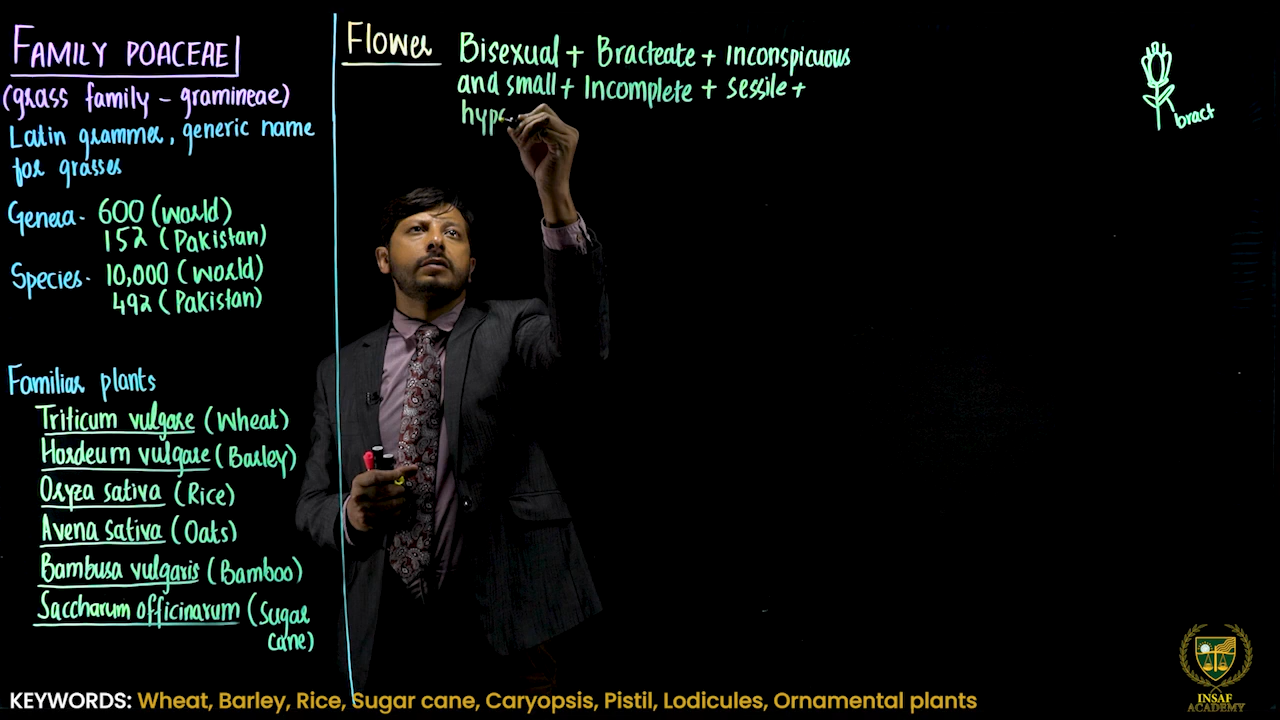 FAMILY POACEAE
(grass family - gramineae)
Latin grammer, generic name
for grasses
Genera - 600 (world)
152 (Pakistan)
Species - 10,000 (world)
492 (Pakistan)
Familiar plants
Triticum vulgare (Wheat)
Hordeum vulgare (Barley)
Oryza sativa (Rice)
Avena sativa (Oats)
Bambusa vulgaris (Bamboo)
Saccharum officinarum (Sugar
cane)
Flower Bisexual + Bracteate + inconspicuous
and small + Incomplete + sessile +
hype
bract
INSAF
ACADEMY
KEYWORDS: Wheat, Barley, Rice, Sugar cane, Caryopsis, Pistil, Lodicules, Ornamental plants